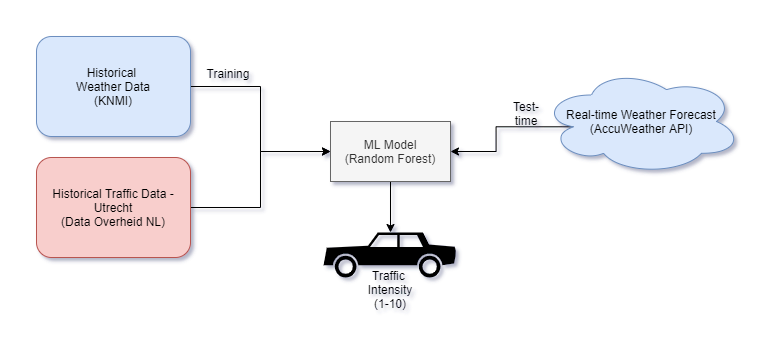 Historical
Weather Data
(KNMI)
Training
Historical Traffic Data -
Utrecht
(Data Overheid NL)
ML Model
(Random Forest)
Test-
time
Real-time Weather Forecast
(AccuWeather API)
Traffic
Intensity
(1-10)